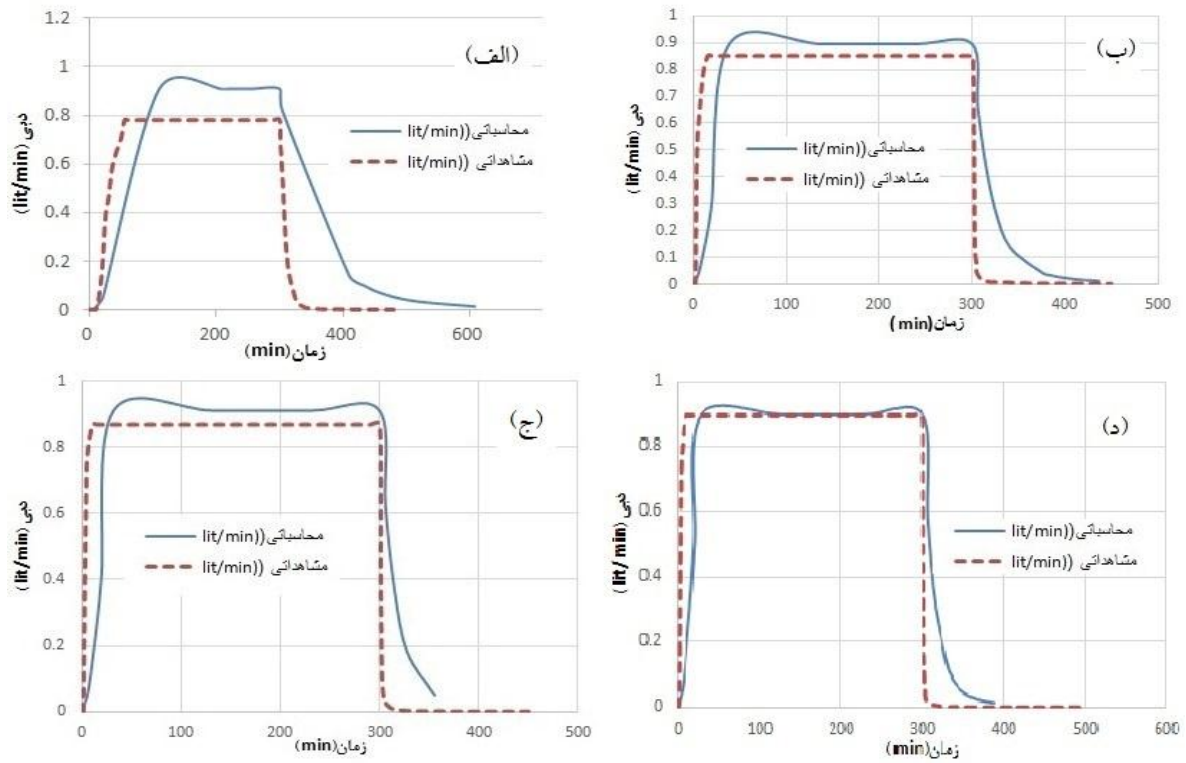 (الف)
1.2
1
0.8
0.6
0.4
0.2
0
0 200 400 600
دبی (lit/min)
زمان(min)
محاسباتی((lit/min
مشاهداتی ((lit/min
(ب)
1
0.9
0.8
0.7
0.6
0.5
0.4
0.3
0.2
0.1
0
0 100 200 300 400 500
دبی (lit/min)
زمان(min)
محاسباتی((lit/min
مشاهداتی ((lit/min
(ج)
1
0.8
0.6
0.4
0.2
0
0 100 200 300 400 500
دبی (lit/min)
زمان(min)
محاسباتی((lit/min
مشاهداتی ((lit/min
(د)
1
0.8
0.6
0.4
0.2
0
0 100 200 300 400 500 600
دبی (lit/min)
زمان(min)
محاسباتی((lit/min
مشاهداتی ((lit/min